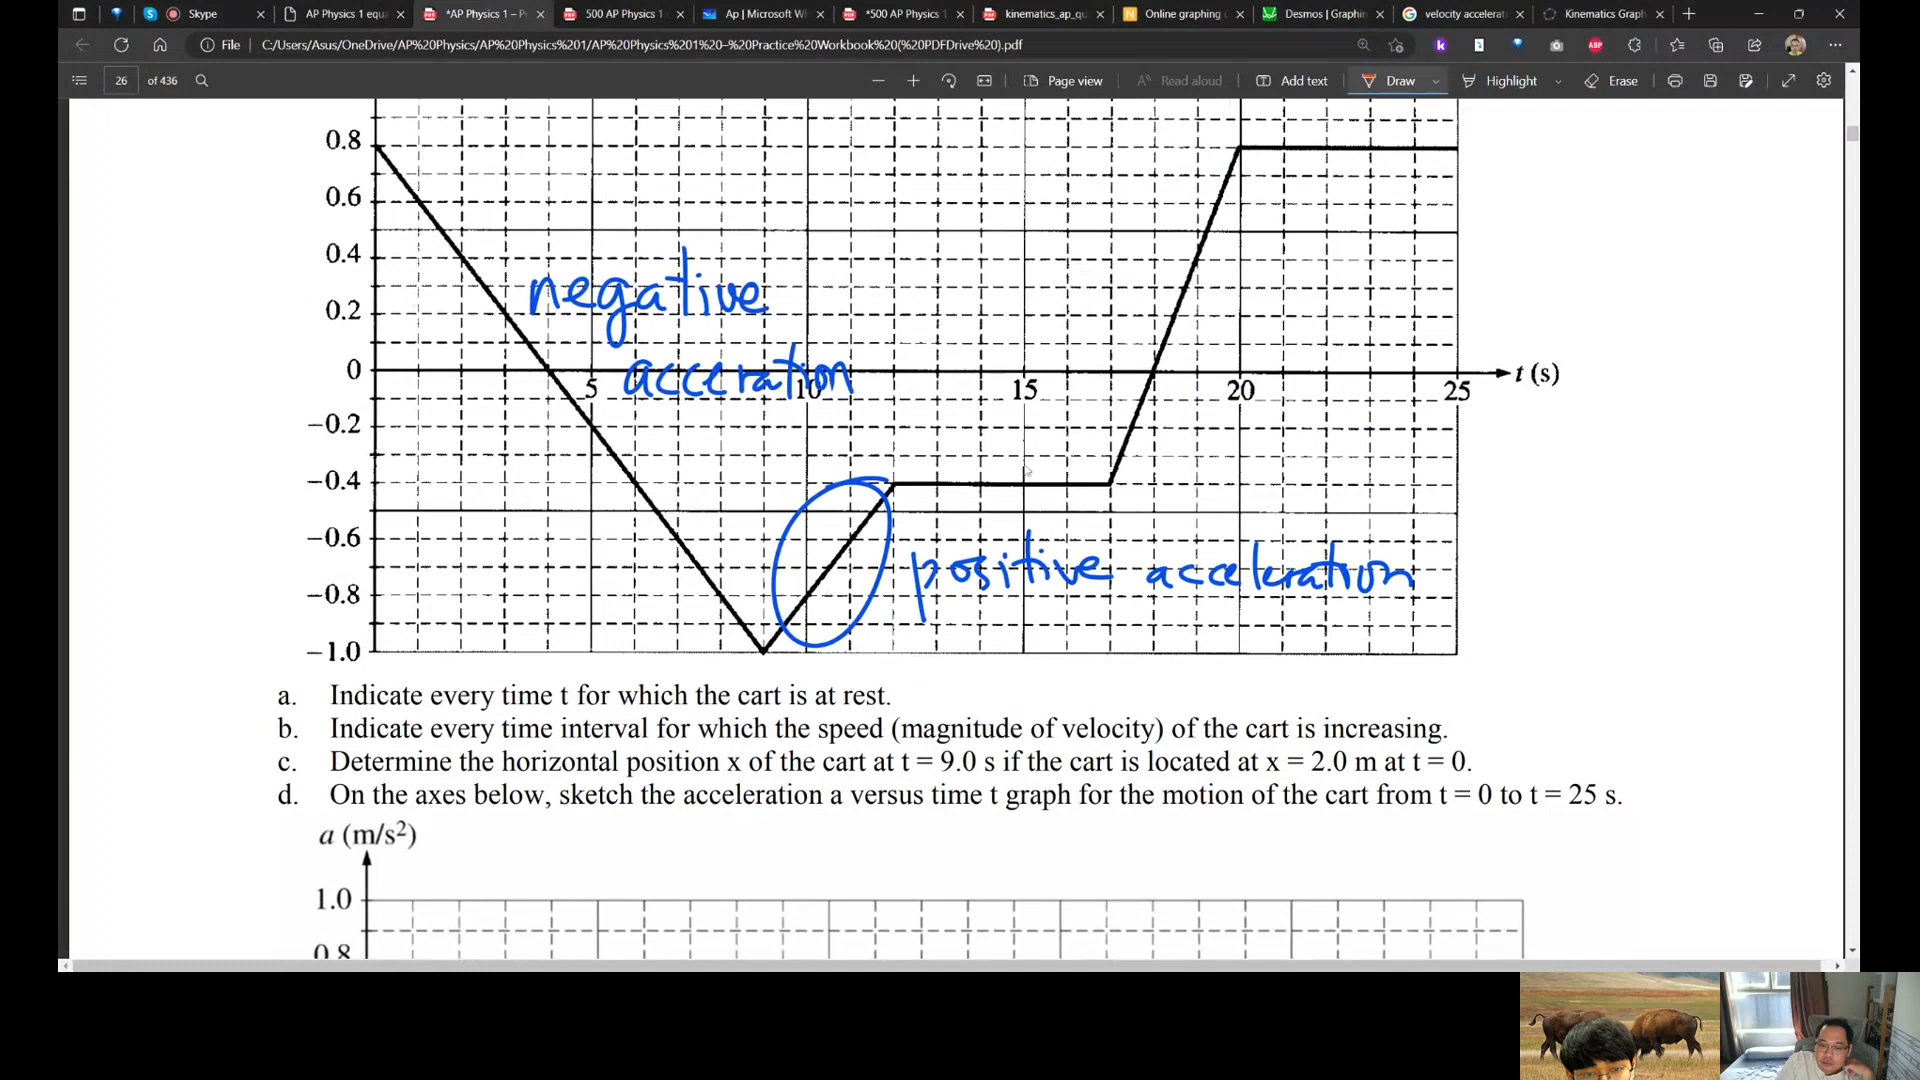 Skype
AP Physics 1 equa
*AP Physics 1 – P
500 AP Physics 1
Ap | Microsoft W
*500 AP Physics 1
kinematics_ap_qu
Online graphing
Desmos | Graphin
velocity accelerat
Kinematics Graph
File C:/Users/Asus/OneDrive/AP%20Physics/AP%20Physics%201/AP%20Physics%201%20-%20Practice%20Workbook%20(%20PDFDrive%20).pdf
26 of 436 Page view Read aloud Add text Draw Highlight Erase
ABP
0.8
0.6
0.4
0.2
0
−0.2
−0.4
−0.6
−0.8
−1.0
5 10 15 20 25
t (s)
negative
acceration
positive acceleration
a. Indicate every time t for which the cart is at rest.
b. Indicate every time interval for which the speed (magnitude of velocity) of the cart is increasing.
c. Determine the horizontal position x of the cart at t = 9.0 s if the cart is located at x = 2.0 m at t = 0.
d. On the axes below, sketch the acceleration a versus time t graph for the motion of the cart from t = 0 to t = 25 s.
a (m/s²)
1.0
0.8